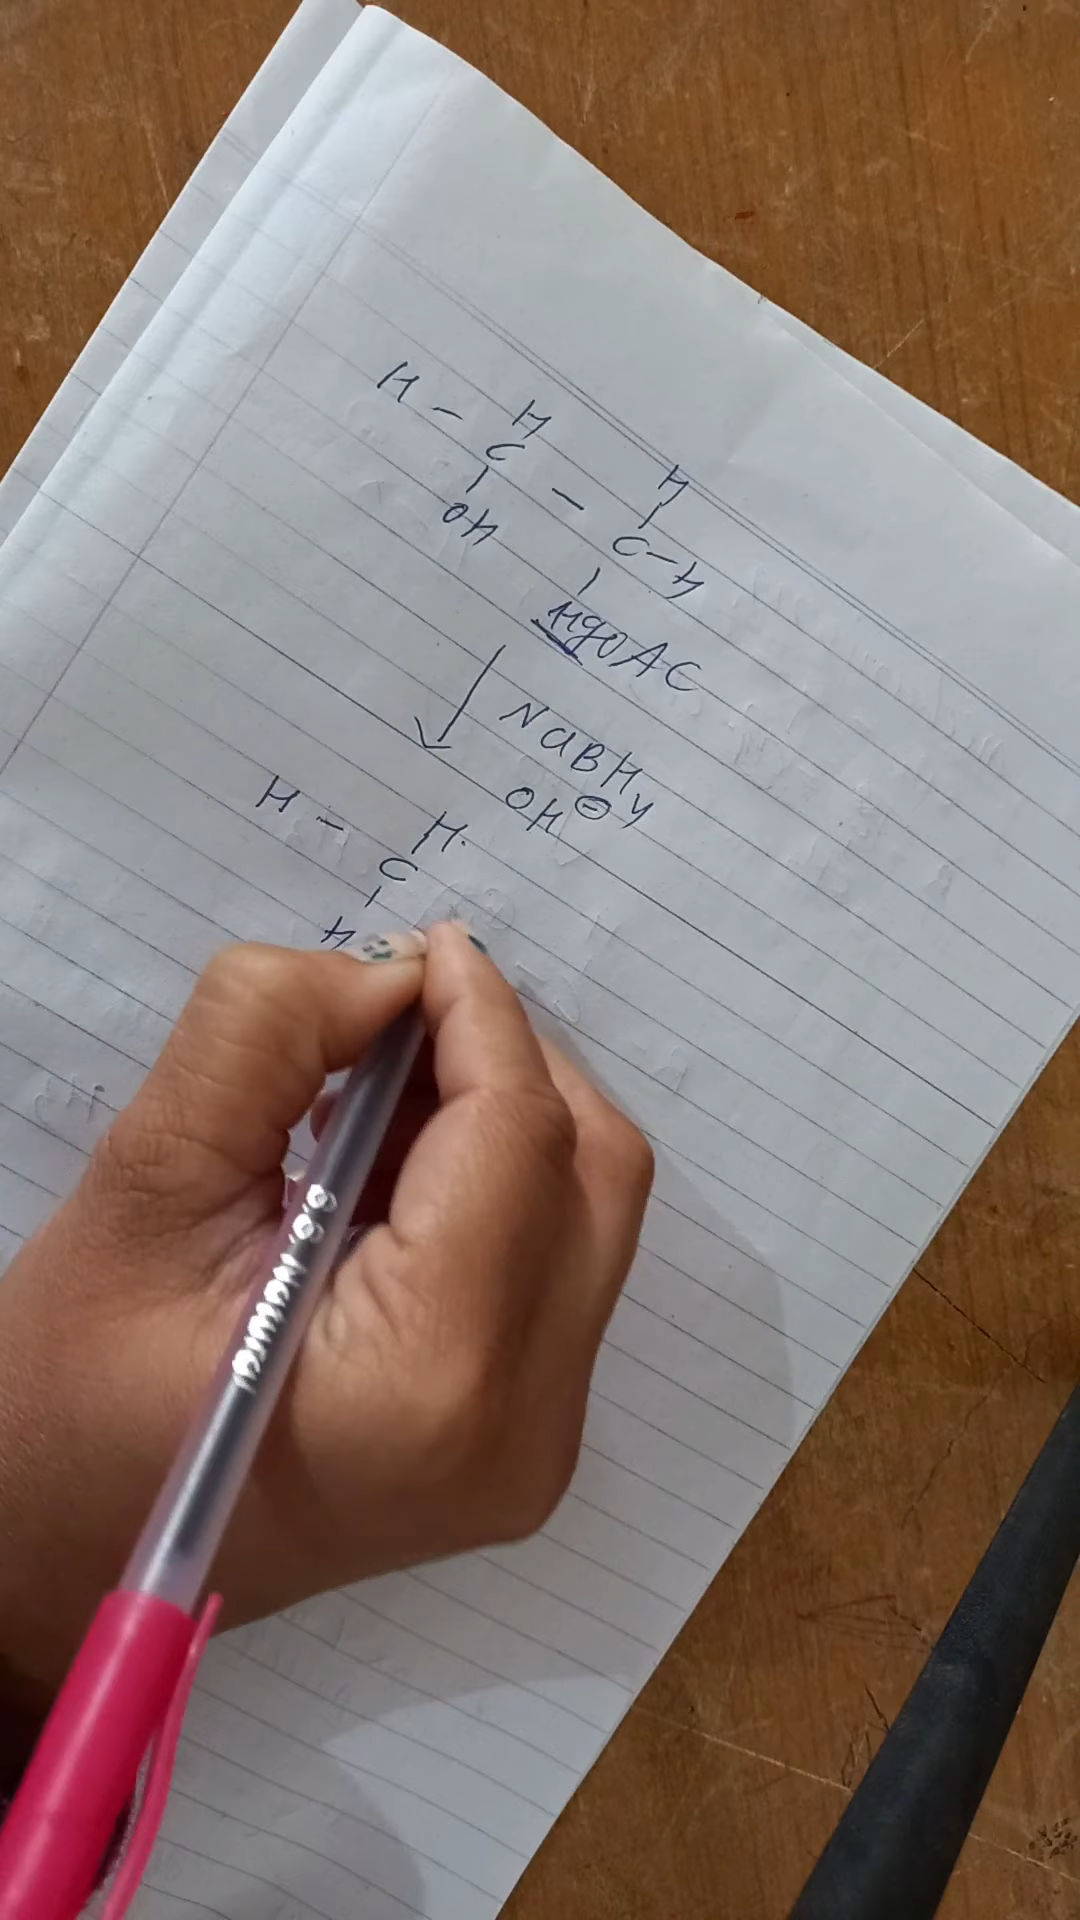 H - C - C - H
H H
OH HgOAC
NaBH4
OH⊖
H - C
H
H